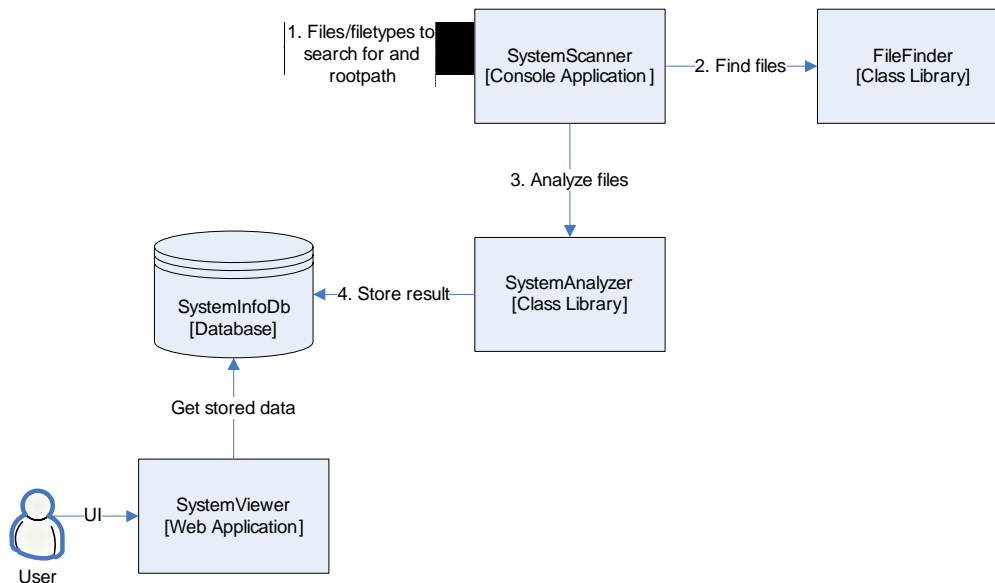 1. Files/filetypes to
search for and
rootpath
SystemScanner
[Console Application]
2. Find files
FileFinder
[Class Library]
3. Analyze files
SystemAnalyzer
[Class Library]
4. Store result
SystemInfoDb
[Database]
Get stored data
SystemViewer
[Web Application]
UI
User